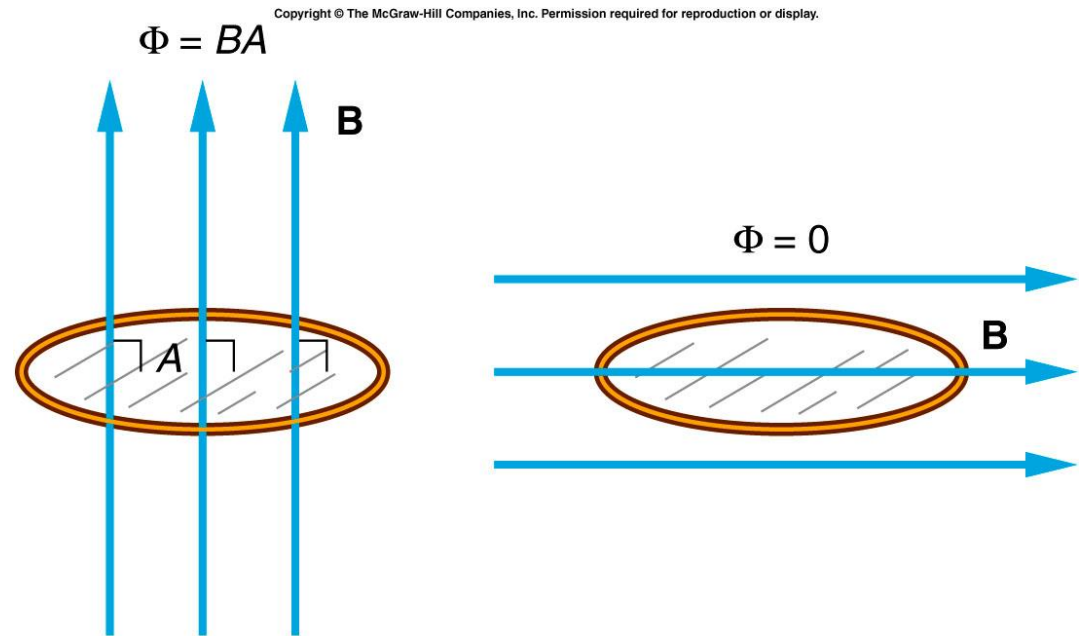 Copyright © The McGraw-Hill Companies, Inc. Permission required for reproduction or display.
Φ = BA
B
A
Φ = 0
B